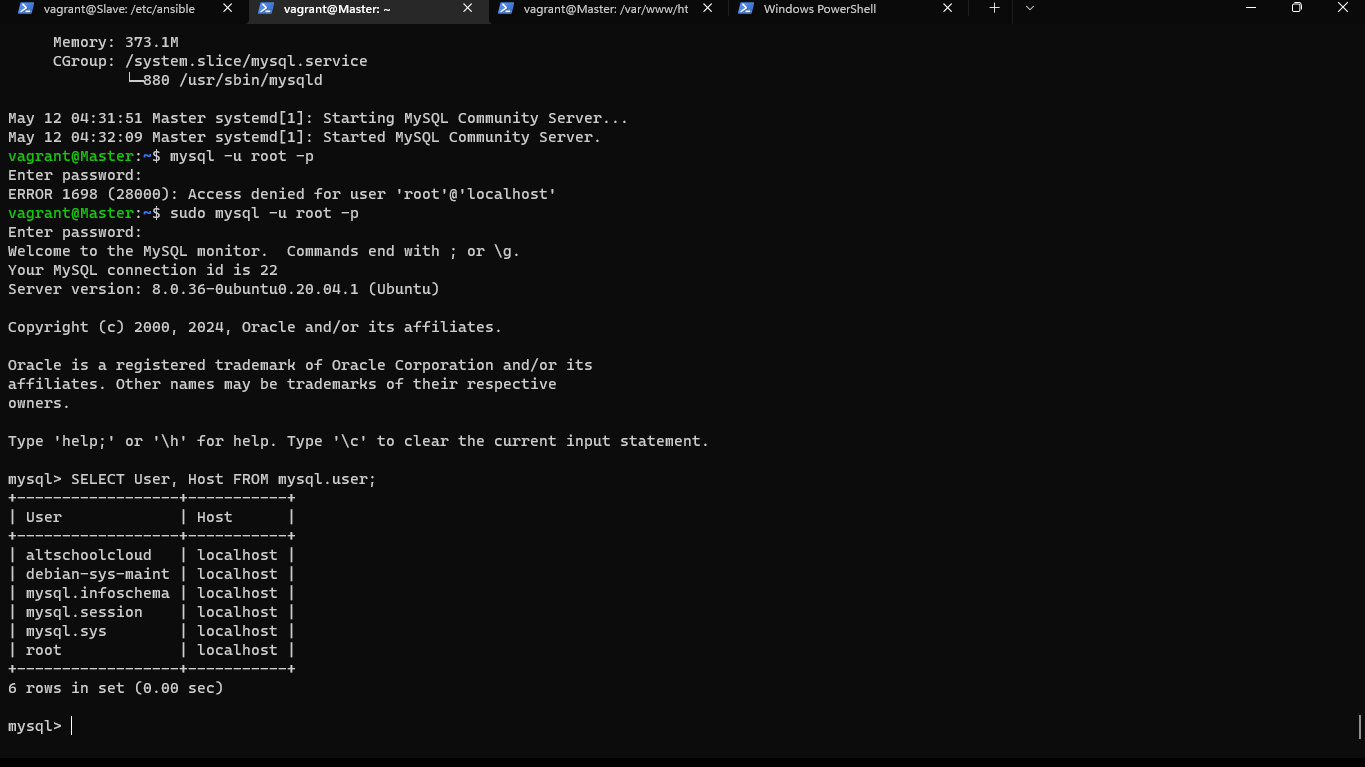 vagrant@Slave: /etc/ansible
vagrant@Master: ~
vagrant@Master: /var/www/ht
Windows PowerShell
Memory: 373.1M
CGroup: /system.slice/mysql.service
└─880 /usr/sbin/mysqld
May 12 04:31:51 Master systemd[1]: Starting MySQL Community Server...
May 12 04:32:09 Master systemd[1]: Started MySQL Community Server.
vagrant@Master:~$ mysql -u root -p
Enter password:
ERROR 1698 (28000): Access denied for user 'root'@'localhost'
vagrant@Master:~$ sudo mysql -u root -p
Enter password:
Welcome to the MySQL monitor.  Commands end with ; or \g.
Your MySQL connection id is 22
Server version: 8.0.36-0ubuntu0.20.04.1 (Ubuntu)
Copyright (c) 2000, 2024, Oracle and/or its affiliates.
Oracle is a registered trademark of Oracle Corporation and/or its
affiliates. Other names may be trademarks of their respective
owners.
Type 'help;' or '\h' for help. Type '\c' to clear the current input statement.
mysql> SELECT User, Host FROM mysql.user;
+------------------+-----------+
| User             | Host      |
+------------------+-----------+
| altschoolcloud   | localhost |
| debian-sys-maint | localhost |
| mysql.infoschema | localhost |
| mysql.session    | localhost |
| mysql.sys        | localhost |
| root             | localhost |
+------------------+-----------+
6 rows in set (0.00 sec)
mysql>